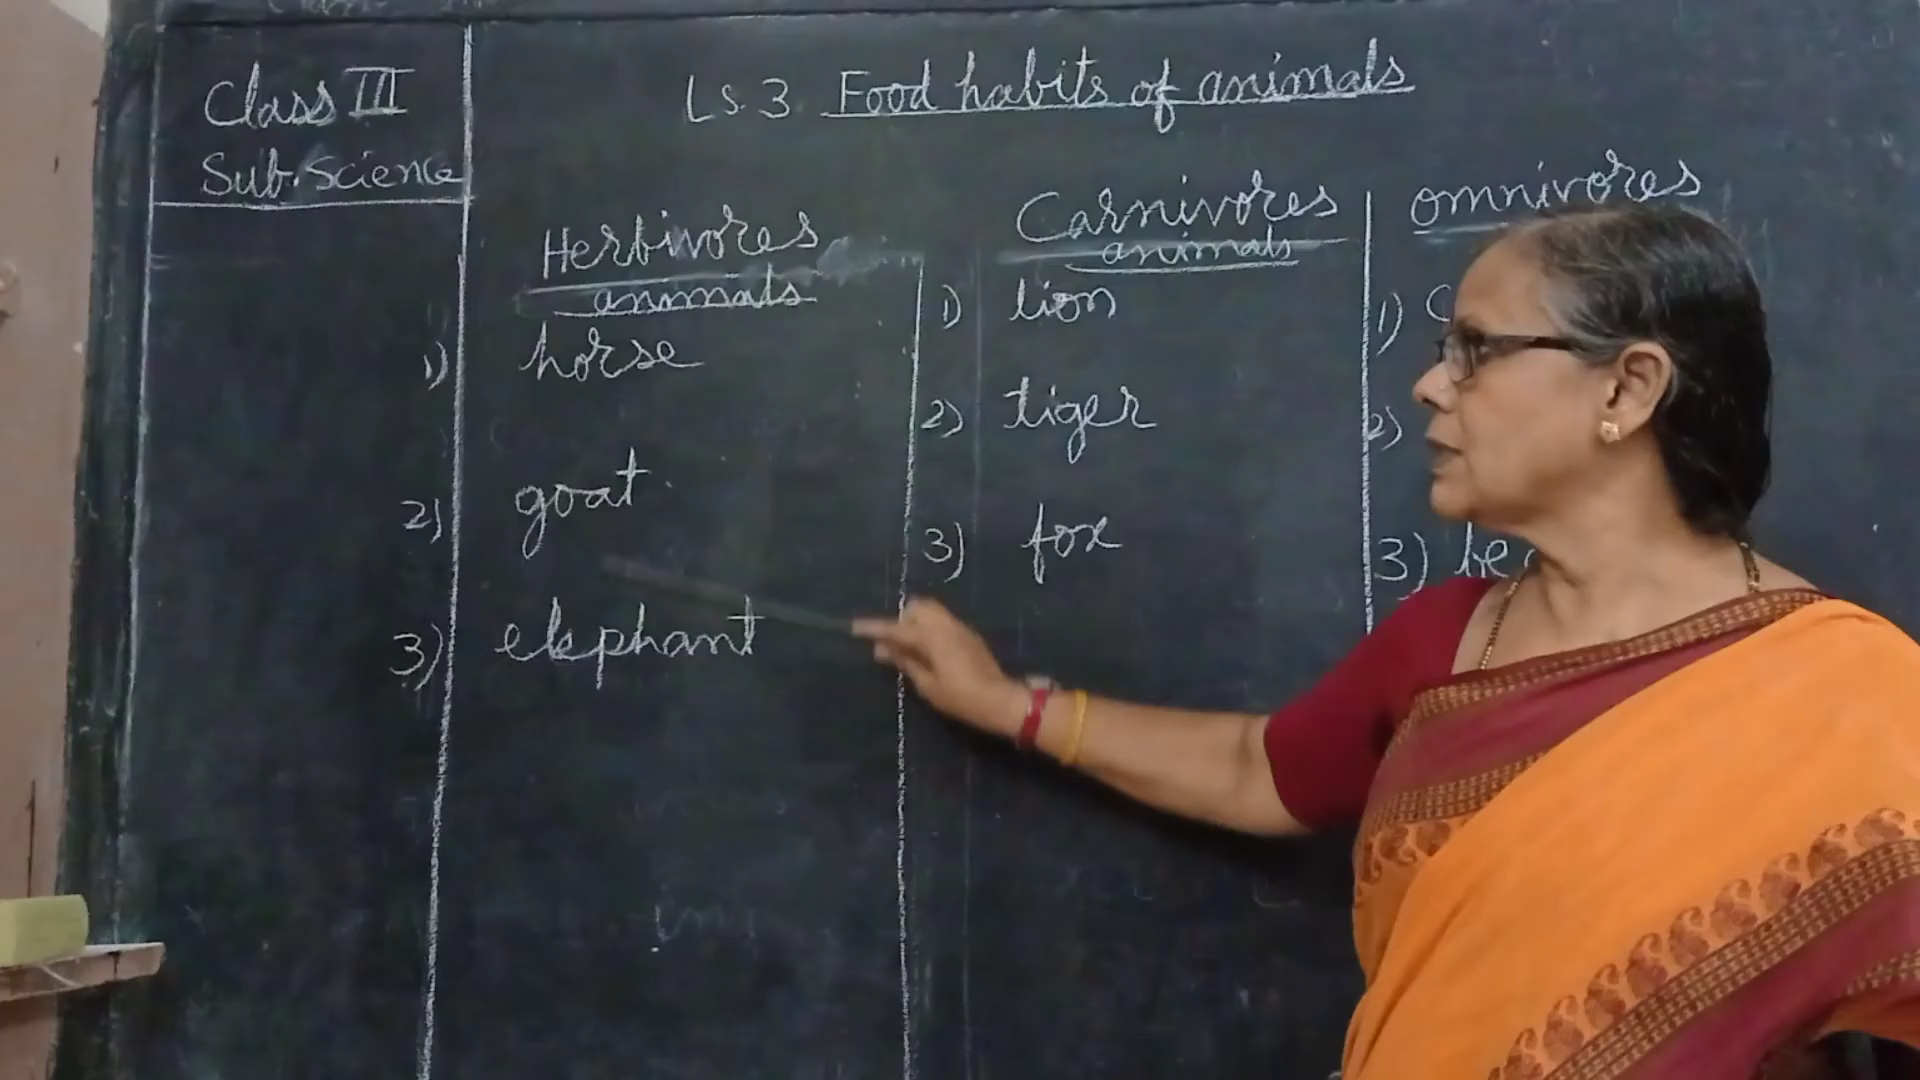 Class III
Sub. Science
Ls. 3 Food habits of animals
Herbivores
animals
1) horse
2) goat
3) elephant
Carnivores
animals
1) lion
2) tiger
3) fox
omnivores
1)
2)
3)